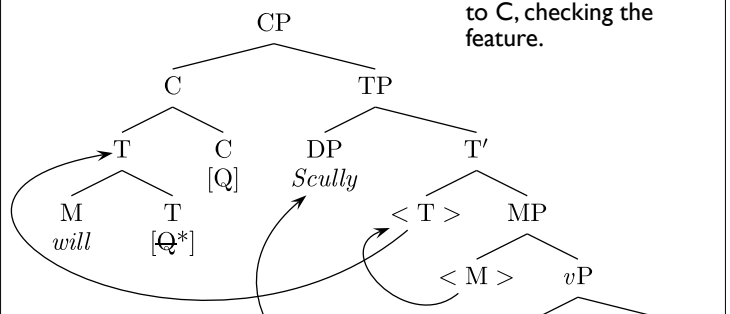 to C, checking the
feature.
CP
C TP
T C DP T′
[Q] Scully
M T < T > MP
will [Q*]
< M > vP